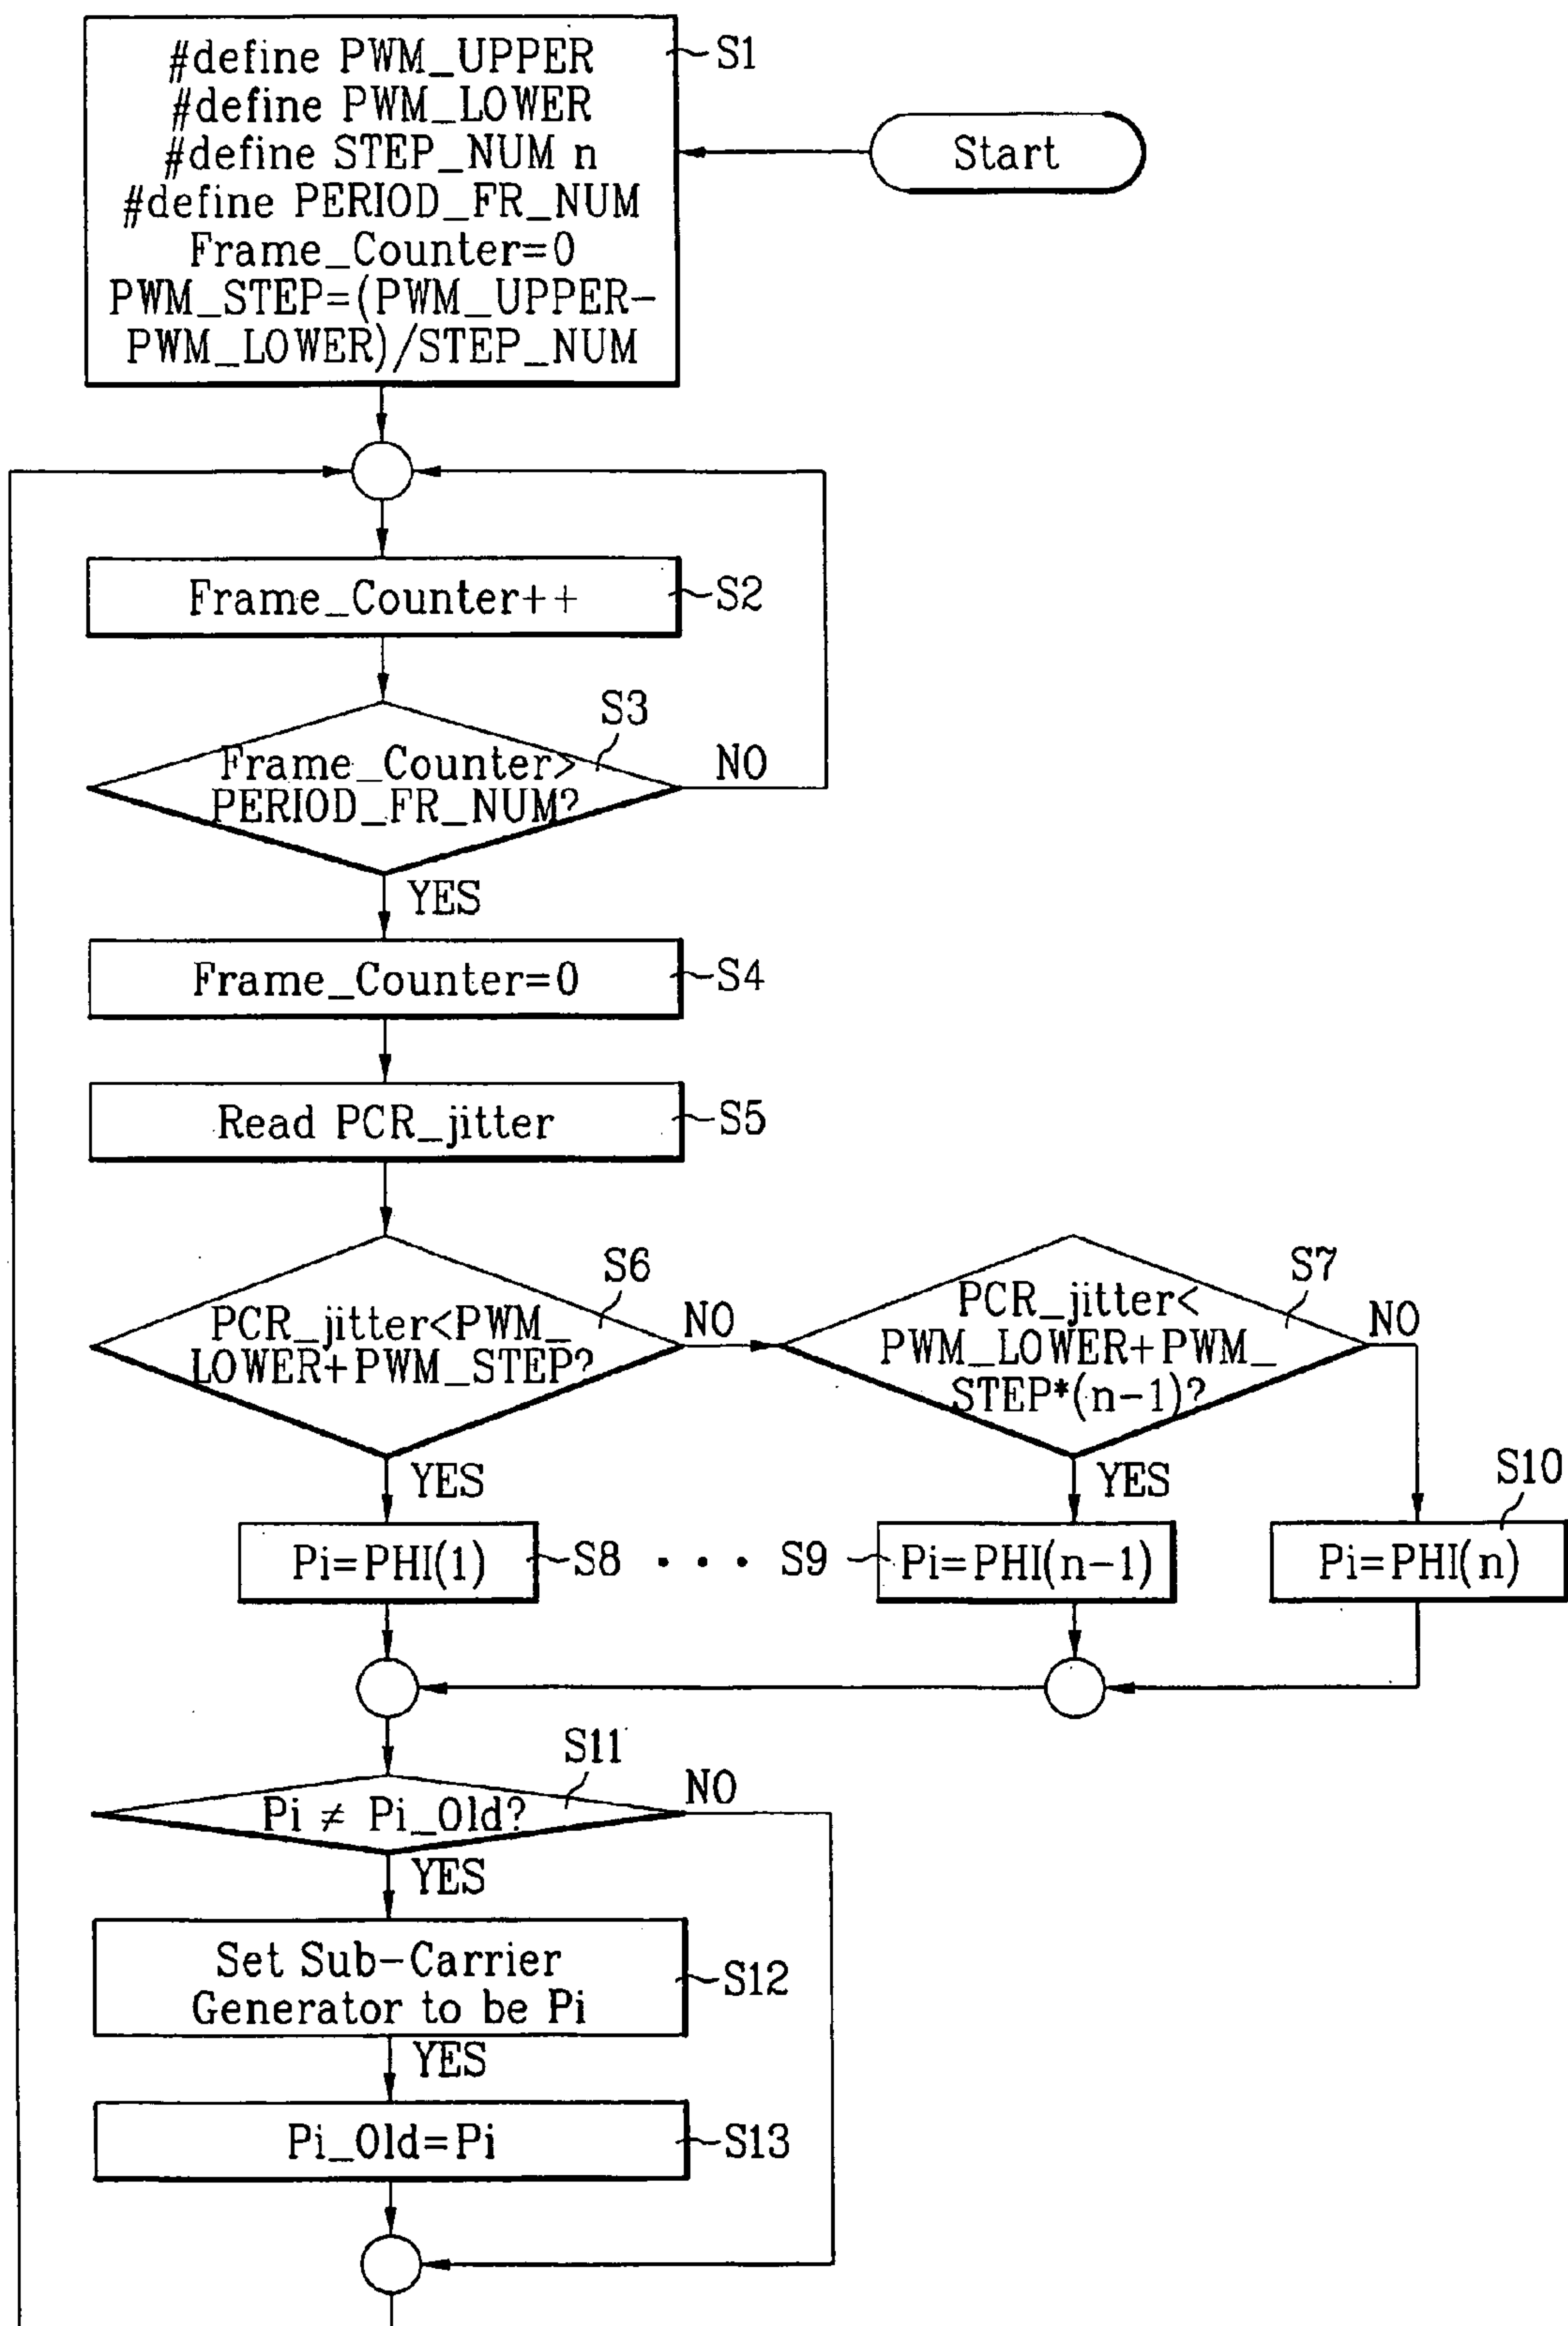 #define PWM_UPPER
#define PWM_LOWER
#define STEP_NUM n
#define PERIOD_FR_NUM
Frame_Counter=0
PWM_STEP=(PWM_UPPER-
PWM_LOWER)/STEP_NUM
S1
Start
Frame_Counter++
S2
S3
Frame_Counter>
PERIOD_FR_NUM?
NO
YES
Frame_Counter=0
S4
Read PCR_jitter
S5
S6
PCR_jitter<PWM_
LOWER+PWM_STEP?
NO
YES
S7
PCR_jitter<
PWM_LOWER+PWM_
STEP*(n-1)?
NO
YES
Pi=PHI(1)
S8 • • • S9
Pi=PHI(n-1)
S10
Pi=PHI(n)
S11
Pi ≠ Pi_Old?
NO
YES
Set Sub-Carrier
Generator to be Pi
S12
YES
Pi_Old=Pi
S13